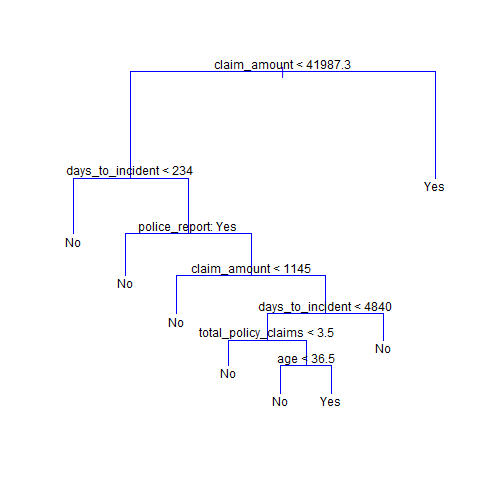 claim_amount < 41987.3
days_to_incident < 234
Yes
No
police_report: Yes
No
claim_amount < 1145
No
days_to_incident < 4840
total_policy_claims < 3.5
No
No
age < 36.5
No
Yes